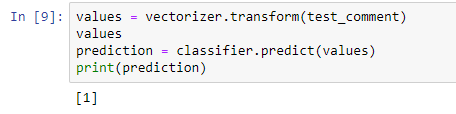 In [9]: values = vectorizer.transform(test_comment)
values
prediction = classifier.predict(values)
print(prediction)
[1]